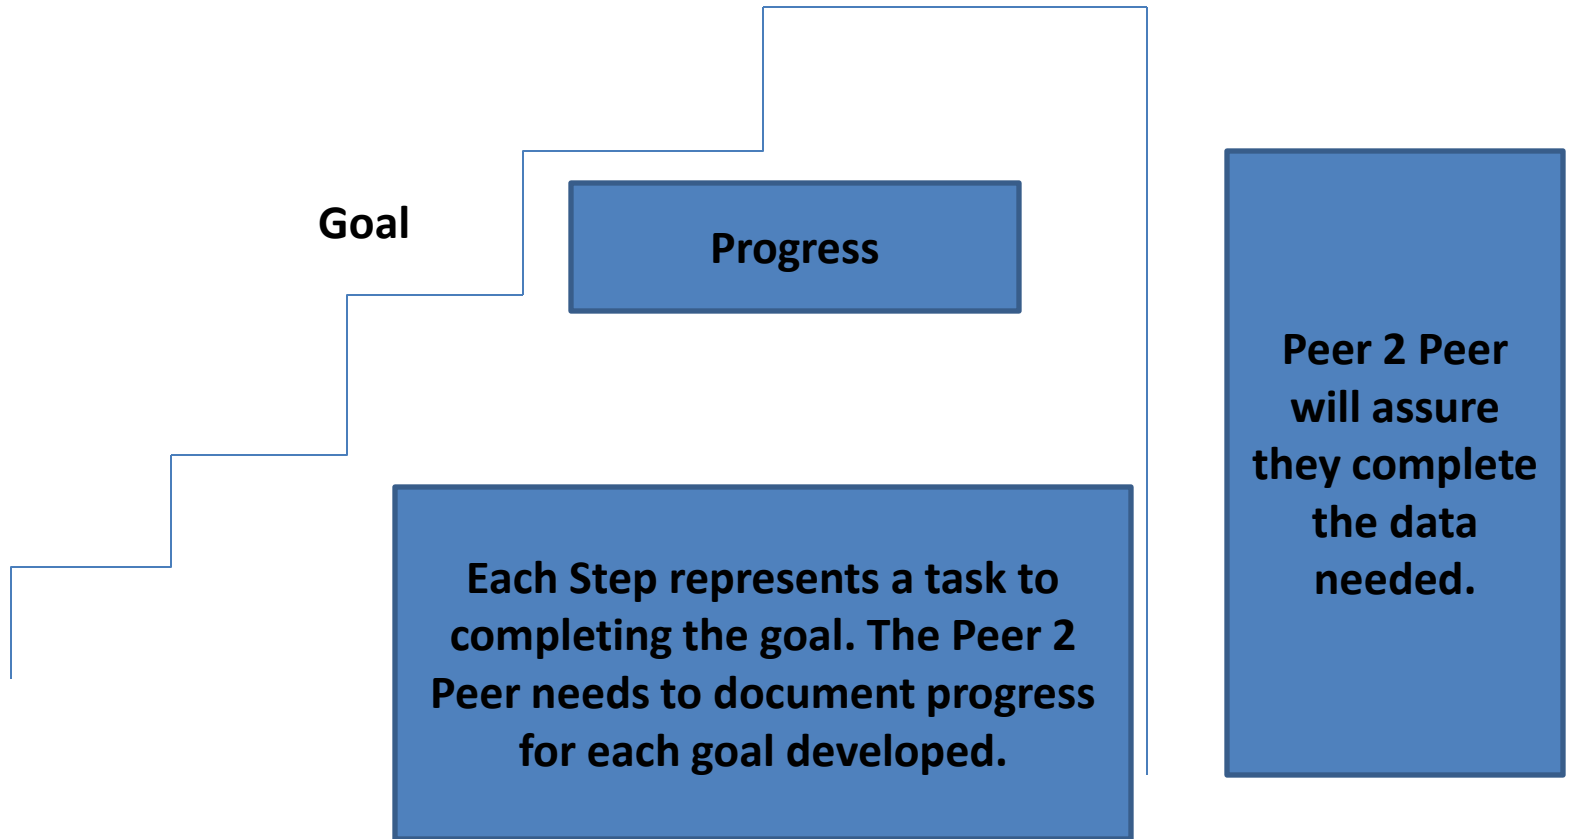 Goal
Progress
Each Step represents a task to
completing the goal. The Peer 2
Peer needs to document progress
for each goal developed.
Peer 2 Peer
will assure
they complete
the data
needed.